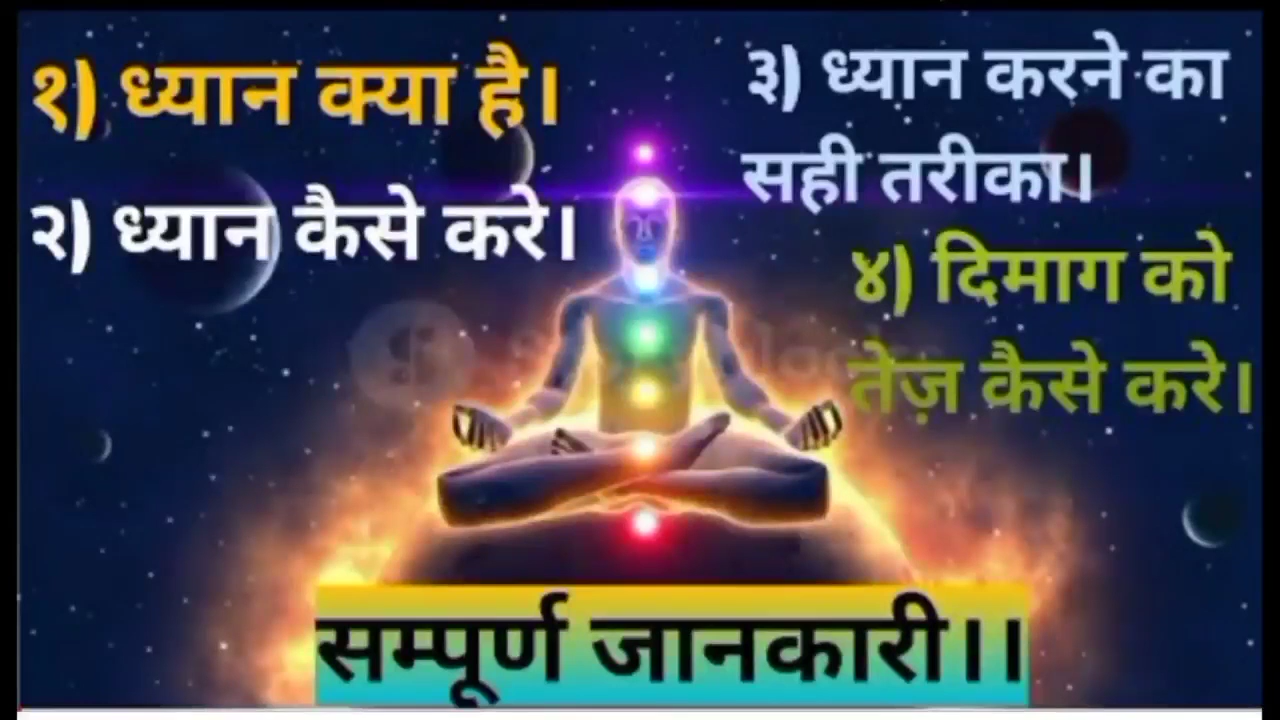 १) ध्यान क्या है।
२) ध्यान कैसे करे।
३) ध्यान करने का
सही तरीका।
४) दिमाग को
तेज़ कैसे करे।
सम्पूर्ण जानकारी।।